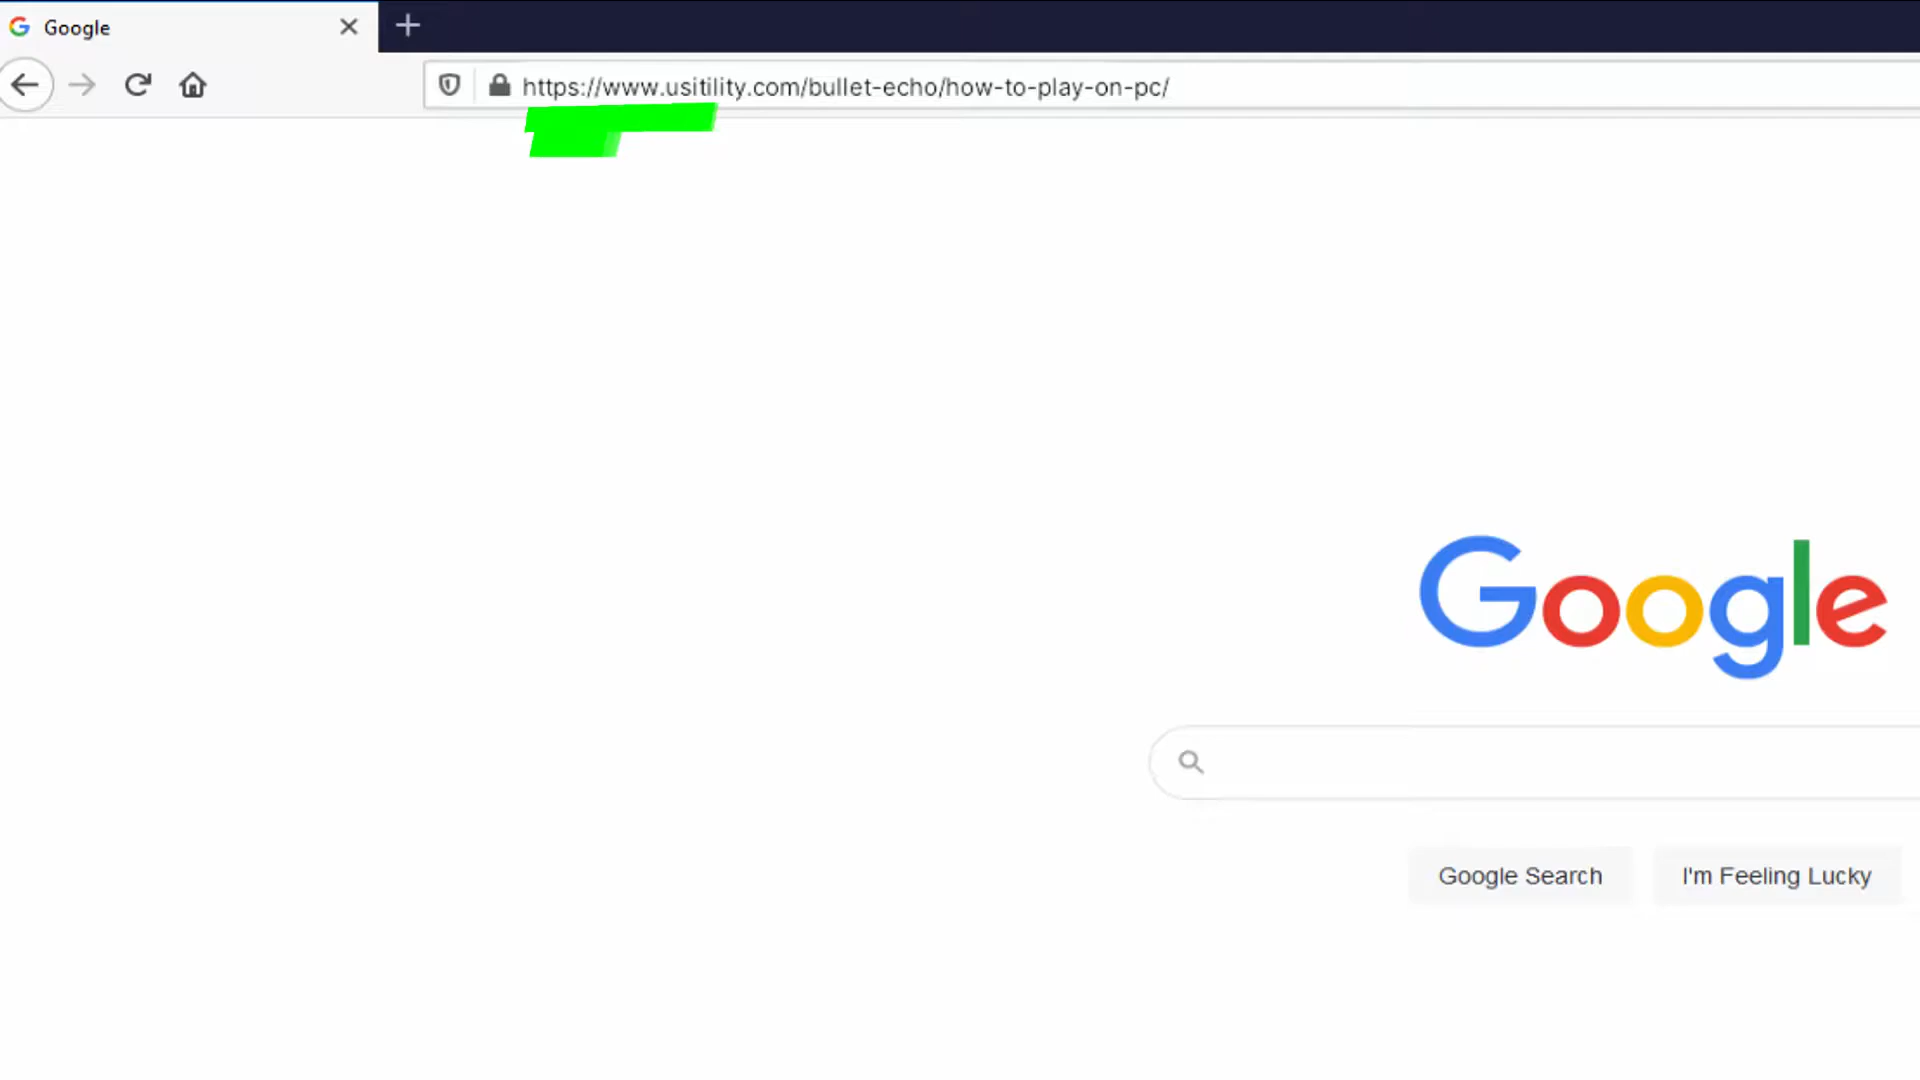 Google
https://www.usitility.com/bullet-echo/how-to-play-on-pc/
Google
Google Search
I'm Feeling Lucky